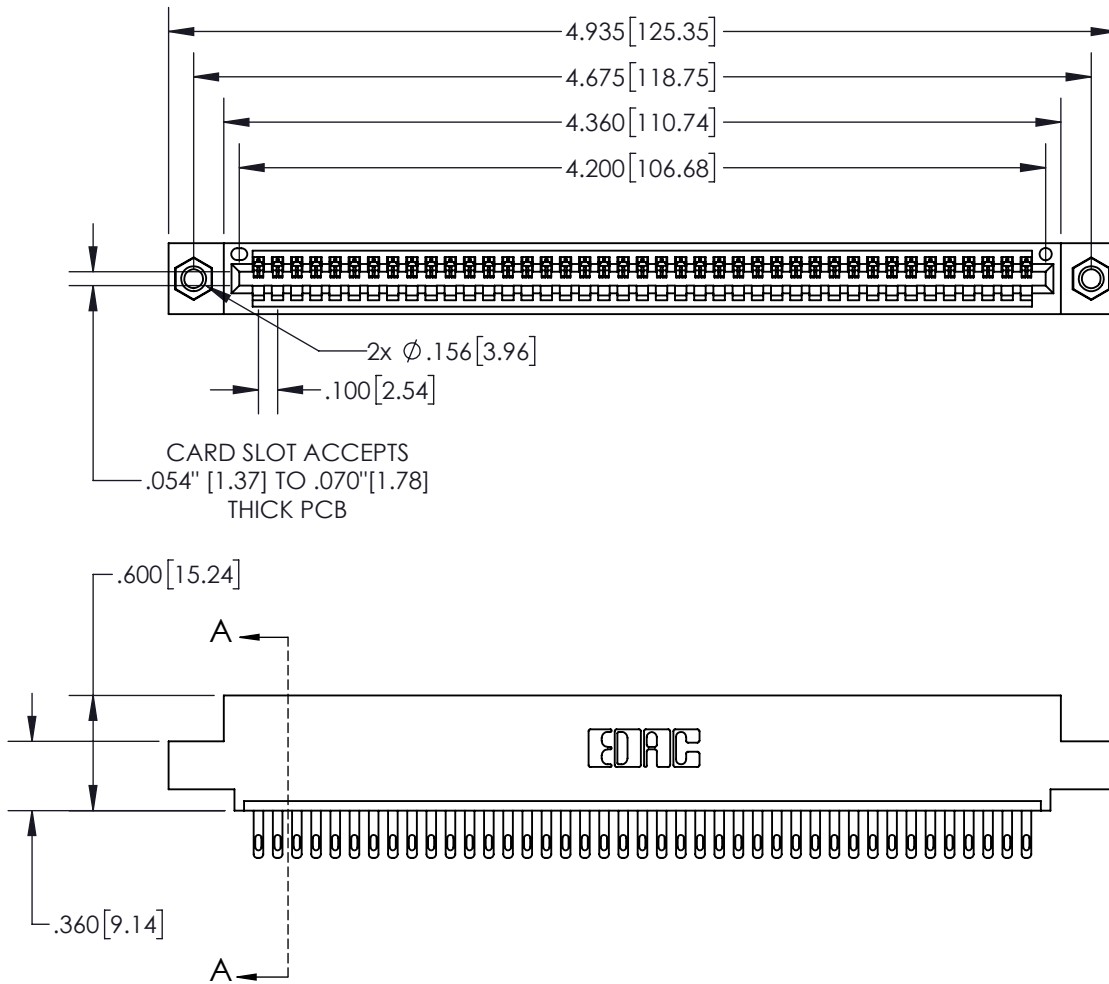 4.935[125.35]
4.675[118.75]
4.360[110.74]
4.200[106.68]
2x Ø.156[3.96]
.100[2.54]
CARD SLOT ACCEPTS
.054" [1.37] TO .070"[1.78]
THICK PCB
.600[15.24]
A
EDAC
.360[9.14]
A